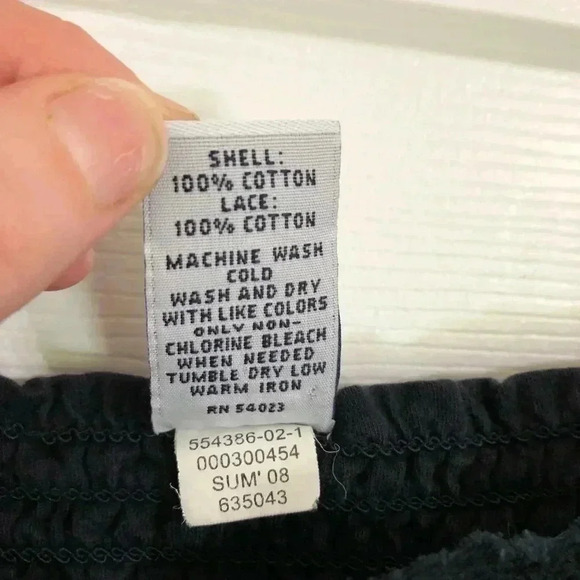 SHELL:
100% COTTON
LACE:
100% COTTON
MACHINE WASH
COLD
WASH AND DRY
WITH LIKE COLORS
ONLY NON-
CHLORINE BLEACH
WHEN NEEDED
TUMBLE DRY LOW
WARM IRON
RN 54023
554386-02-1
000300454
SUM' 08
635043